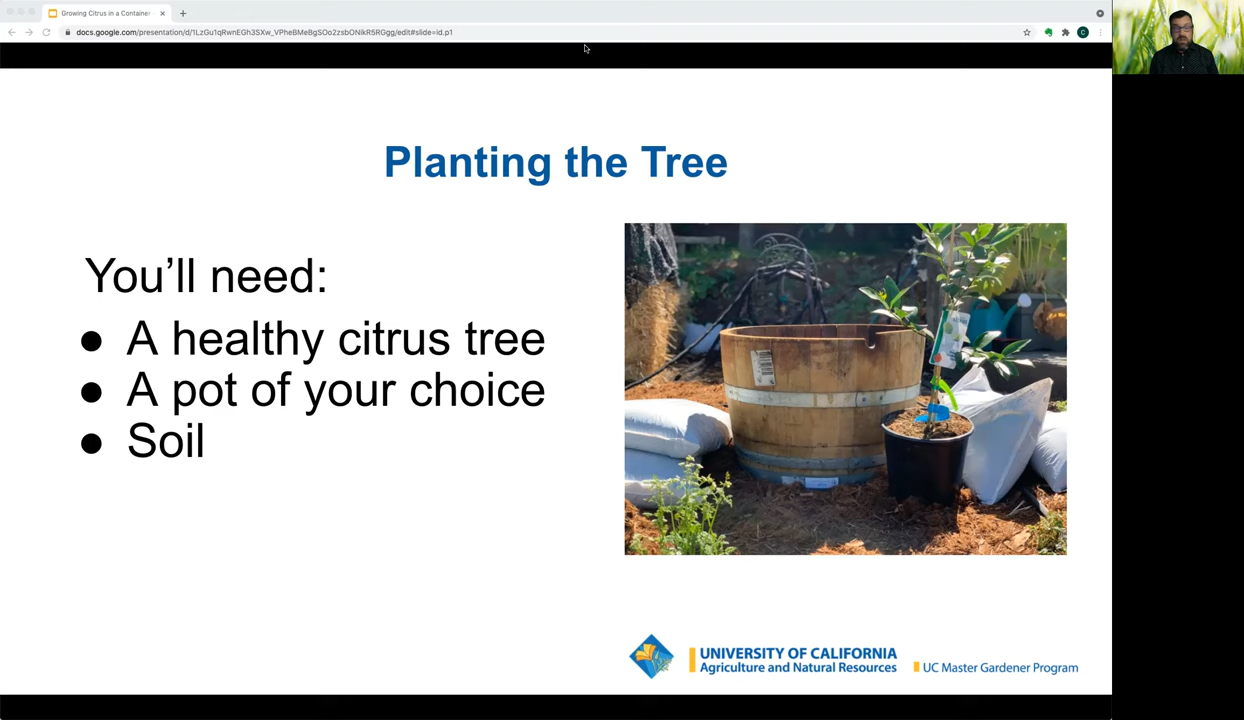 Growing Citrus in a Container
docs.google.com/presentation/d/1LzGu1qRwnEGh3SXw_VPheBMeBgSOo2zsbONikR5RGgg/edit#slide=id.p1
C
Planting the Tree
You’ll need:
● A healthy citrus tree
● A pot of your choice
● Soil
UNIVERSITY OF CALIFORNIA
Agriculture and Natural Resources
UC Master Gardener Program